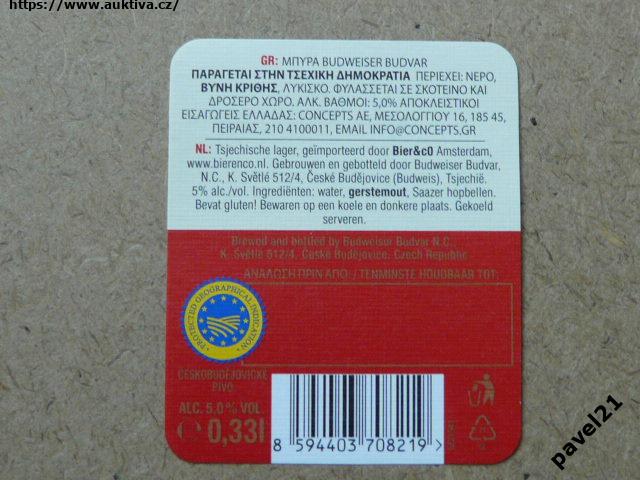 https://www.auktiva.cz/
GR: ΜΠΥΡΑ BUDWEISER BUDVAR
ΠΑΡΑΓΕΤΑΙ ΣΤΗΝ ΤΣΕΧΙΚΗ ΔΗΜΟΚΡΑΤΙΑ ΠΕΡΙΕΧΕΙ: ΝΕΡΟ,
ΒΥΝΗ ΚΡΙΘΗΣ, ΛΥΚΙΣΚΟ. ΦΥΛΑΣΣΕΤΑΙ ΣΕ ΣΚΟΤΕΙΝΟ ΚΑΙ
ΔΡΟΣΕΡΟ ΧΩΡΟ. ΑΛΚ. ΒΑΘΜΟΙ: 5,0% ΑΠΟΚΛΕΙΣΤΙΚΟΙ
ΕΙΣΑΓΩΓΕΙΣ ΕΛΛΑΔΑΣ: CONCEPTS AE, ΜΕΣΟΛΟΓΓΙΟΥ 16, 185 45,
ΠΕΙΡΑΙΑΣ, 210 4100011, EMAIL INFO@CONCEPTS.GR
NL: Tsjechische lager, geïmporteerd door Bier&cO Amsterdam,
www.bierenco.nl. Gebrouwen en gebotteld door Budweiser Budvar,
N.C., K. Světlé 512/4, České Budějovice (Budweis), Tsjechië.
5% alc./vol. Ingrediënten: water, gerstemout, Saazer hopbellen.
Bevat gluten! Bewaren op een koele en donkere plaats. Gekoeld
serveren.
Brewed and bottled by Budweiser Budvar N.C.,
K. Světlé 512/4, České Budějovice, Czech Republic
ΑΝΑΛΩΣΗ ΠΡΙΝ ΑΠΟ: / TENMINSTE HOUDBAAR TOT:
PROTECTED GEOGRAPHICAL INDICATION
ČESKOBUDĚJOVICKÉ
PIVO
ALC. 5.0 % VOL.
℮ 0,33l
8 594403 708219 >
pavel21